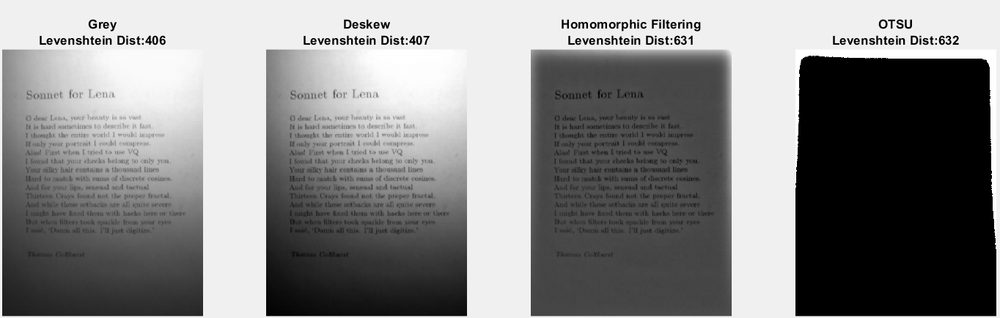 Grey
Levenshtein Dist:406
Sonnet for Lena
O dear Lena, your beauty is so vast
It is hard sometimes to describe it fast.
I thought the entire world I would impress
If only your portrait I could compress.
Alas! First when I tried to use VQ
I found that your cheeks belong to only you.
Your silky hair contains a thousand lines
Hard to match with sums of discrete cosines.
And for your lips, sensual and tactual
Thirteen Crays found not the proper fractal.
And while these setbacks are all quite severe
I might have fixed them with hacks here or there
But when filters took sparkle from your eyes
I said, 'Damn all this. I'll just digitize.'
Thomas Colthurst
Deskew
Levenshtein Dist:407
Sonnet for Lena
O dear Lena, your beauty is so vast
It is hard sometimes to describe it fast.
I thought the entire world I would impress
If only your portrait I could compress.
Alas! First when I tried to use VQ
I found that your cheeks belong to only you.
Your silky hair contains a thousand lines
Hard to match with sums of discrete cosines.
And for your lips, sensual and tactual
Thirteen Crays found not the proper fractal.
And while these setbacks are all quite severe
I might have fixed them with hacks here or there
But when filters took sparkle from your eyes
I said, 'Damn all this. I'll just digitize.'
Thomas Colthurst
Homomorphic Filtering
Levenshtein Dist:631
Sonnet for Lena
O dear Lena, your beauty is so vast
It is hard sometimes to describe it fast.
I thought the entire world I would impress
If only your portrait I could compress.
Alas! First when I tried to use VQ
I found that your cheeks belong to only you.
Your silky hair contains a thousand lines
Hard to match with sums of discrete cosines.
And for your lips, sensual and tactual
Thirteen Crays found not the proper fractal.
And while these setbacks are all quite severe
I might have fixed them with hacks here or there
But when filters took sparkle from your eyes
I said, 'Damn all this. I'll just digitize.'
Thomas Colthurst
OTSU
Levenshtein Dist:632